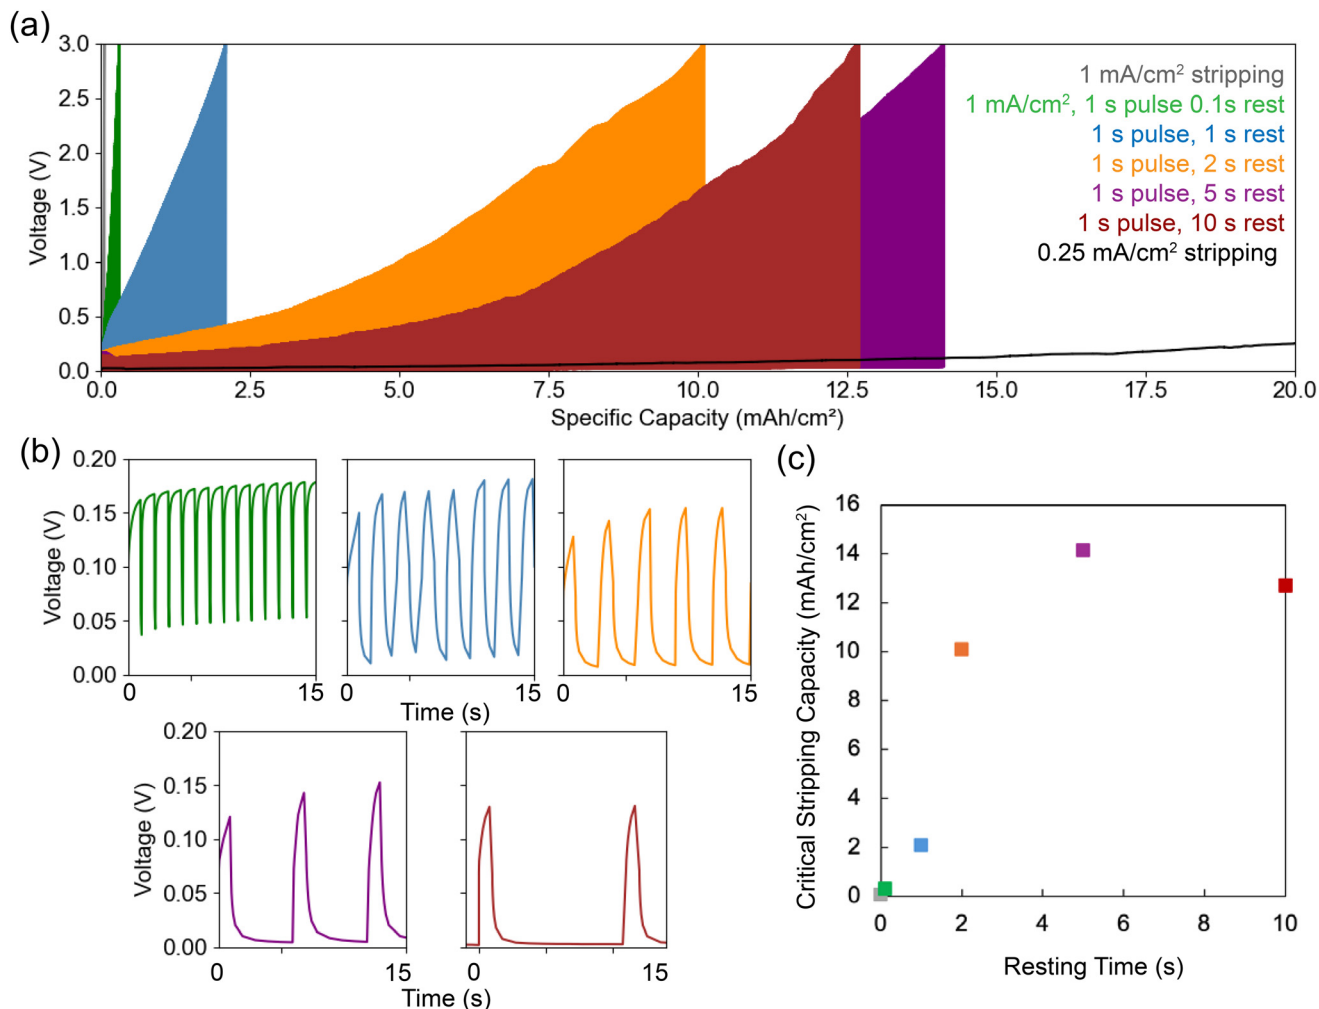 (a)
3.0
2.5
2.0
1.5
1.0
0.5
0.0
Voltage (V)
1 mA/cm² stripping
1 mA/cm², 1 s pulse 0.1s rest
1 s pulse, 1 s rest
1 s pulse, 2 s rest
1 s pulse, 5 s rest
1 s pulse, 10 s rest
0.25 mA/cm² stripping
0.0 2.5 5.0 7.5 10.0 12.5 15.0 17.5 20.0
Specific Capacity (mAh/cm²)
(b)
0.20
0.15
0.10
0.05
0.00
Voltage (V)
0 15
0 15
0 15
Time (s)
0.20
0.15
0.10
0.05
0.00
Voltage (V)
0 15
0 15
Time (s)
(c)
16
14
12
10
8
6
4
2
0
Critical Stripping Capacity (mAh/cm²)
0 2 4 6 8 10
Resting Time (s)